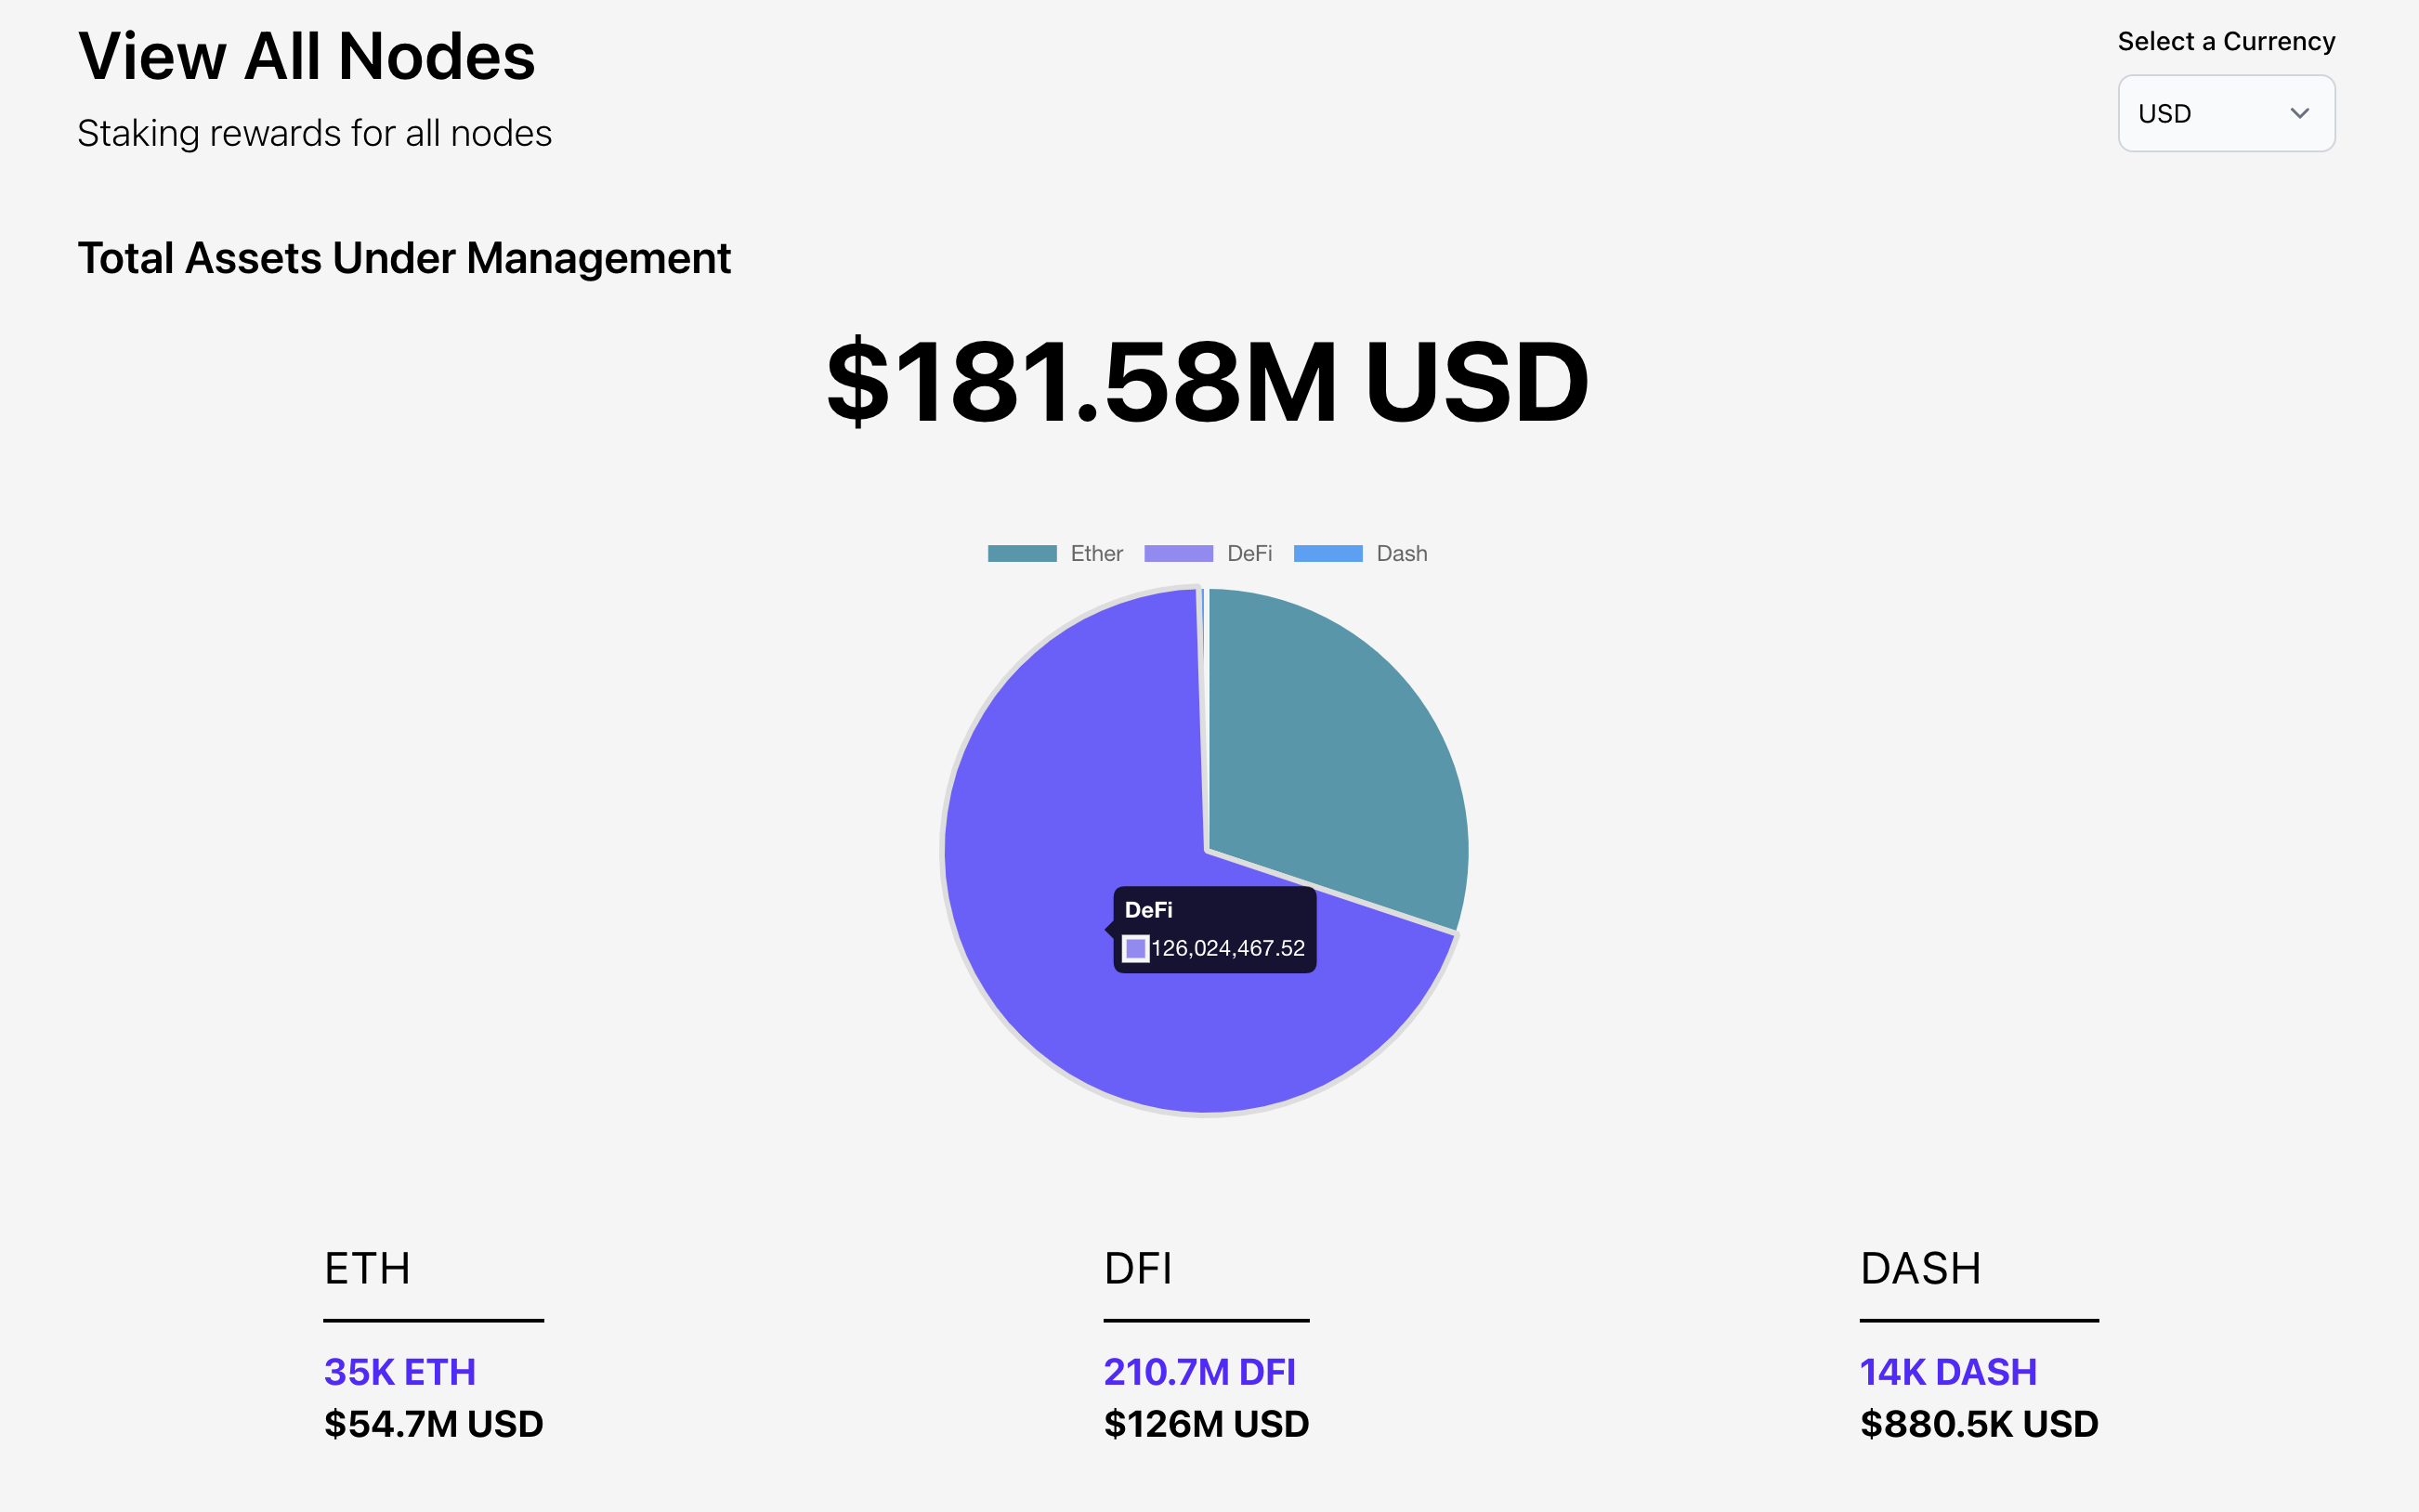 View All Nodes
Staking rewards for all nodes
Select a Currency
USD
Total Assets Under Management
$181.58M USD
Ether DeFi Dash
DeFi
126,024,467.52
ETH
35K ETH
$54.7M USD
DFI
210.7M DFI
$126M USD
DASH
14K DASH
$880.5K USD